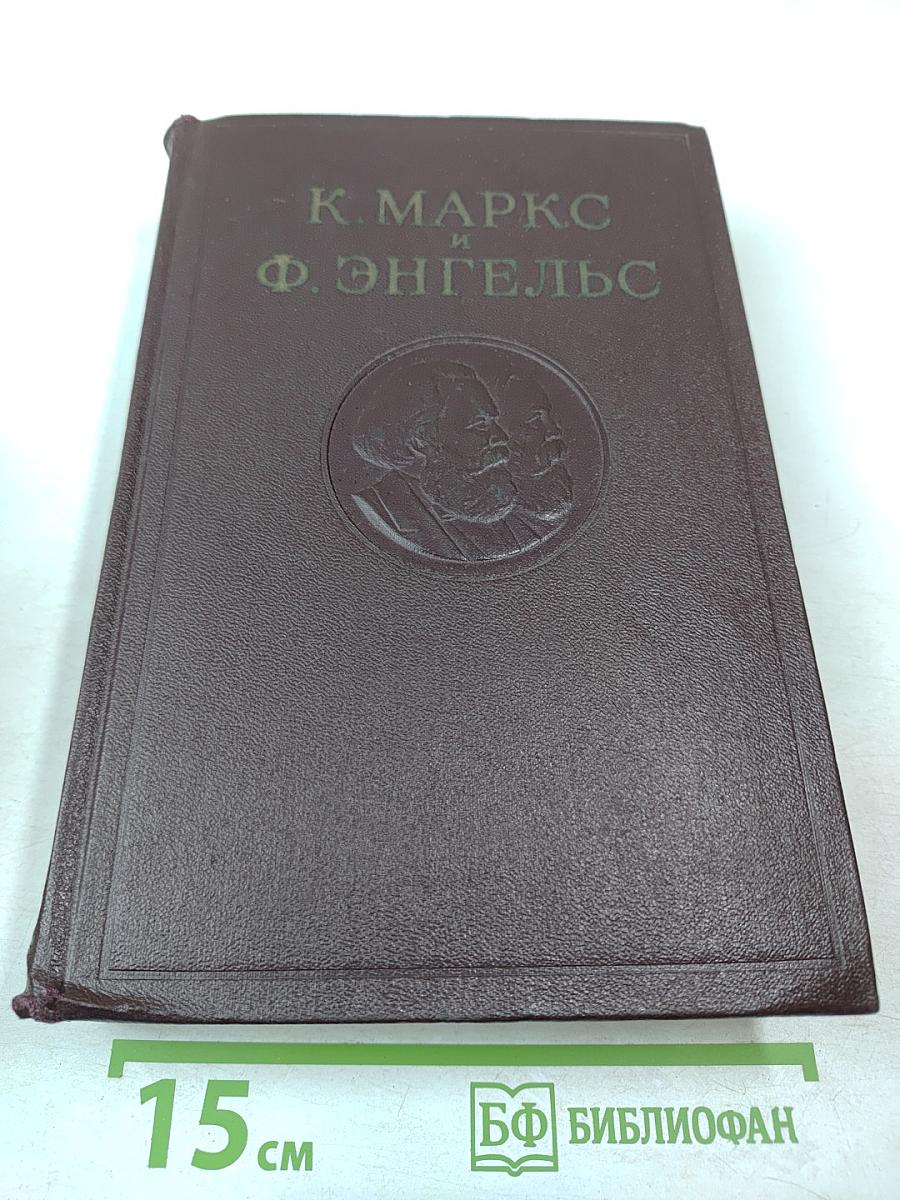 К. МАРКС
и
Ф. ЭНГЕЛЬС
15 см
БФ БИБЛИОФАН